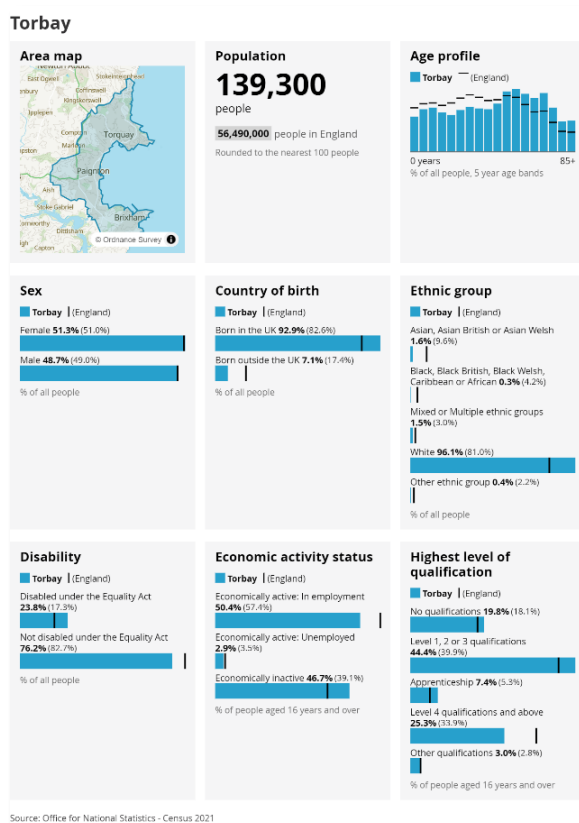 Torbay
Area map
Newton Abbot
East Ogwell
Stokeinteignhead
Coffinswell
Kingskerswell
Ipplepen
Compton
Torquay
Marldon
Paignton
Aish
Stoke Gabriel
Dittisham
Brixham
Capton
© Ordnance Survey
Population
139,300
people
56,490,000 people in England
Rounded to the nearest 100 people
Age profile
Torbay (England)
0 years 85+
% of all people, 5 year age bands
Sex
Torbay (England)
Female 51.3% (51.0%)
Male 48.7% (49.0%)
% of all people
Country of birth
Torbay (England)
Born in the UK 92.9% (82.6%)
Born outside the UK 7.1% (17.4%)
% of all people
Ethnic group
Torbay (England)
Asian, Asian British or Asian Welsh
1.6% (9.6%)
Black, Black British, Black Welsh,
Caribbean or African 0.3% (4.2%)
Mixed or Multiple ethnic groups
1.5% (3.0%)
White 96.1% (81.0%)
Other ethnic group 0.4% (2.2%)
% of all people
Disability
Torbay (England)
Disabled under the Equality Act
23.8% (17.3%)
Not disabled under the Equality Act
76.2% (82.7%)
% of all people
Economic activity status
Torbay (England)
Economically active: In employment
50.4% (57.4%)
Economically active: Unemployed
2.9% (3.5%)
Economically inactive 46.7% (39.1%)
% of people aged 16 years and over
Highest level of
qualification
Torbay (England)
No qualifications 19.8% (18.1%)
Level 1, 2 or 3 qualifications
44.4% (39.9%)
Apprenticeship 7.4% (5.3%)
Level 4 qualifications and above
25.3% (33.9%)
Other qualifications 3.0% (2.8%)
% of people aged 16 years and over
Source: Office for National Statistics - Census 2021